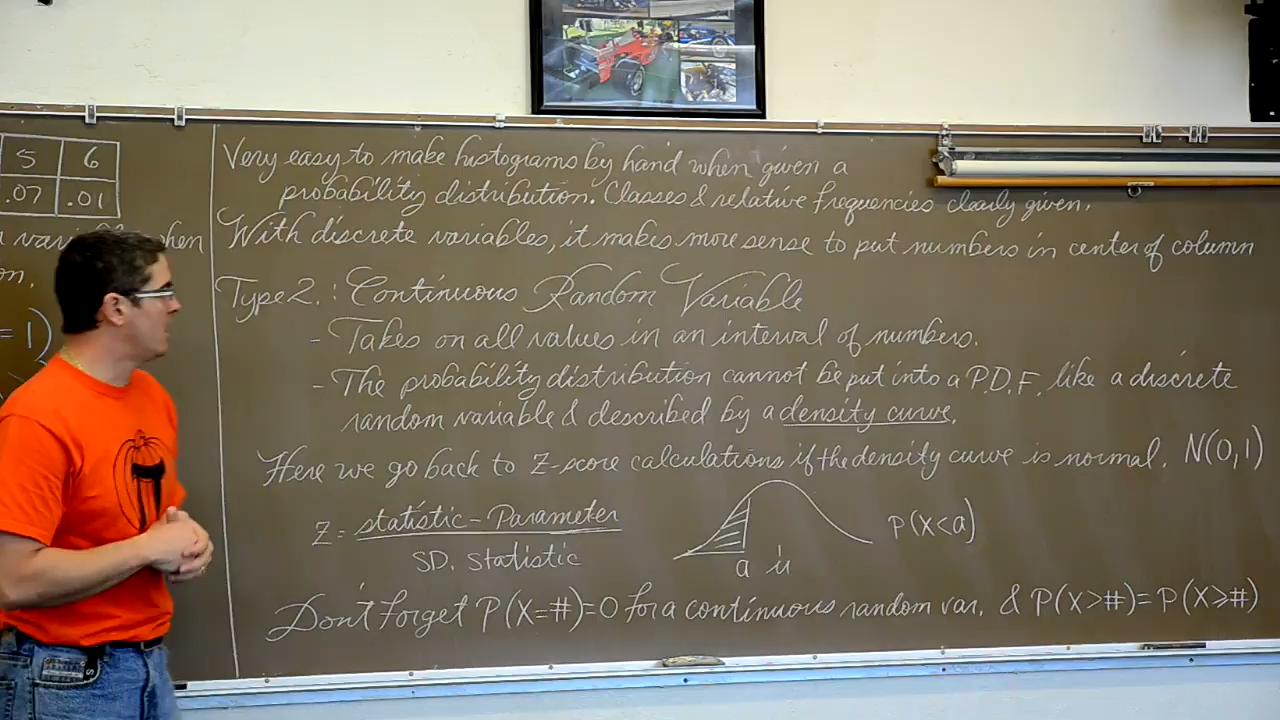 5 6
.07 .01
when
on.
= 1)
Very easy to make histograms by hand when given a
probability distribution. Classes & relative frequencies clearly given.
With discrete variables, it makes more sense to put numbers in center of column
Type 2. : Continuous Random Variable
- Takes on all values in an interval of numbers.
- The probability distribution cannot be put into a P.D.F. like a discrete
random variable & described by a density curve.
Here we go back to Z-score calculations if the density curve is normal. N(0,1)
Z = statistic - Parameter
SD. Statistic
P(X<a)
a
Don't forget P(X=#)=0 for a continuous random var. & P(X>#)=P(X≥#)